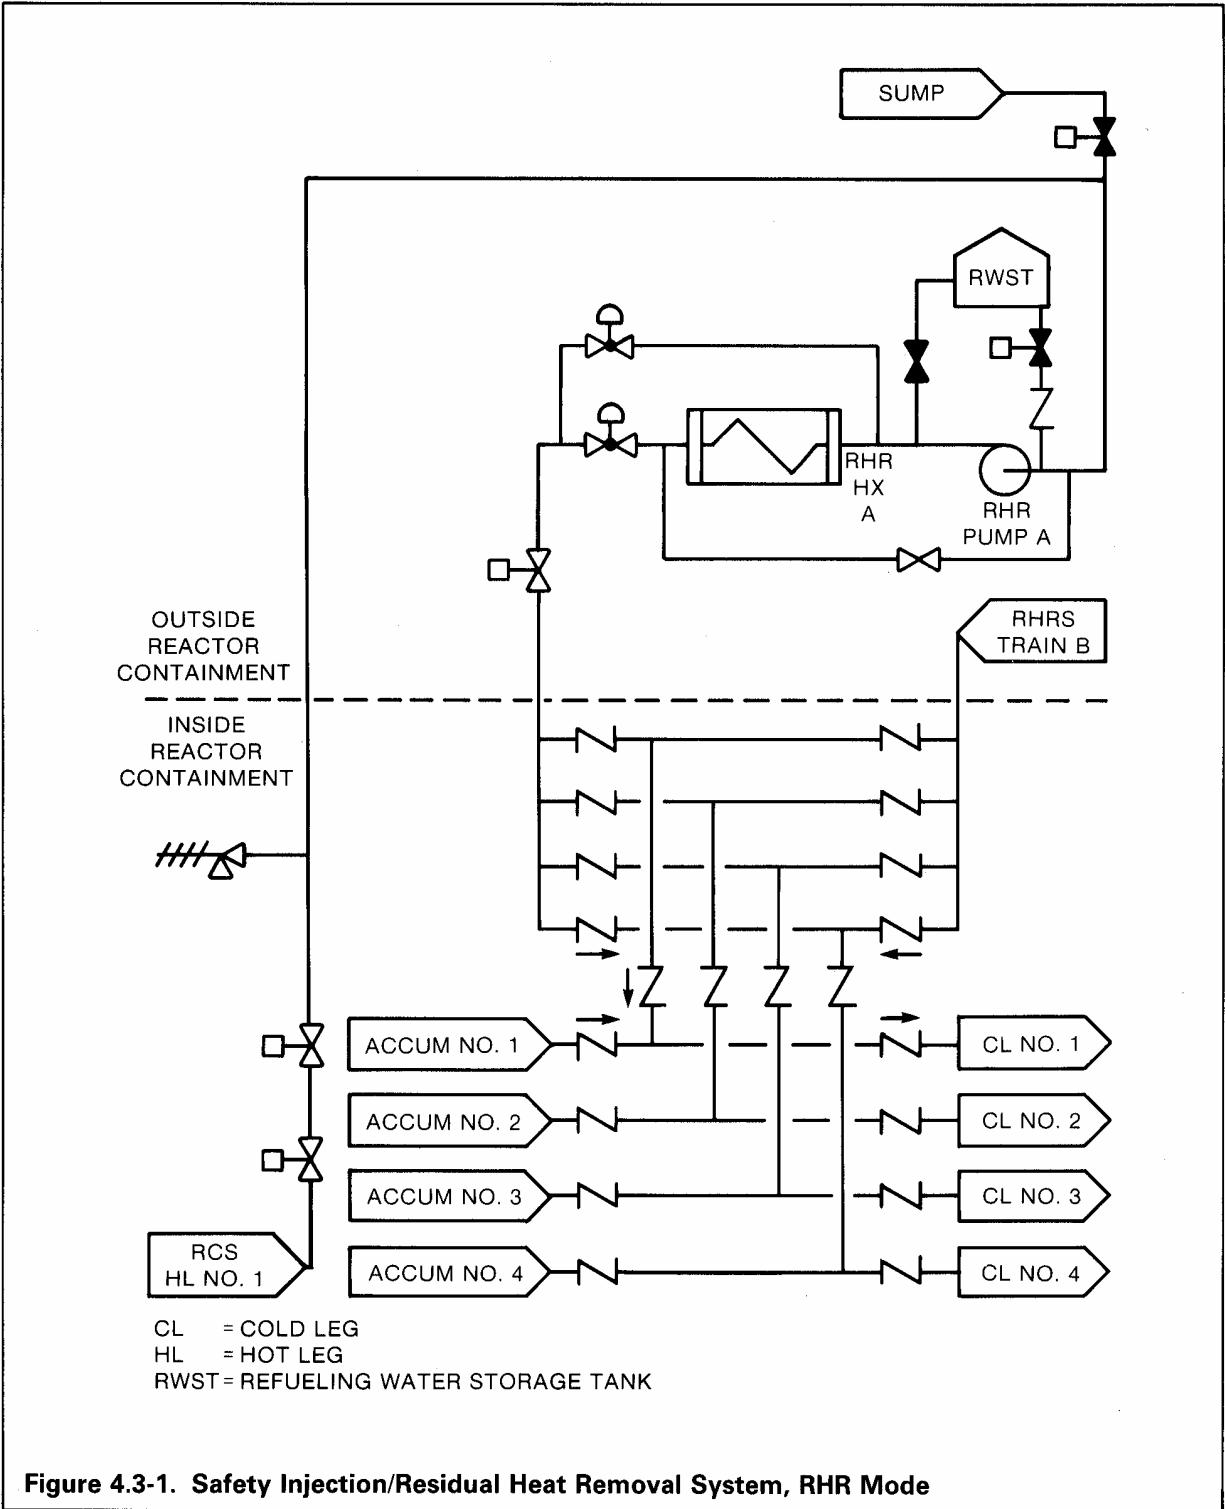 SUMP
RWST
RHR
HX
A
RHR
PUMP A
OUTSIDE
REACTOR
CONTAINMENT
RHRS
TRAIN B
INSIDE
REACTOR
CONTAINMENT
ACCUM NO. 1
CL NO. 1
ACCUM NO. 2
CL NO. 2
ACCUM NO. 3
CL NO. 3
RCS
HL NO. 1
ACCUM NO. 4
CL NO. 4
CL = COLD LEG
HL = HOT LEG
RWST = REFUELING WATER STORAGE TANK
Figure 4.3-1. Safety Injection/Residual Heat Removal System, RHR Mode